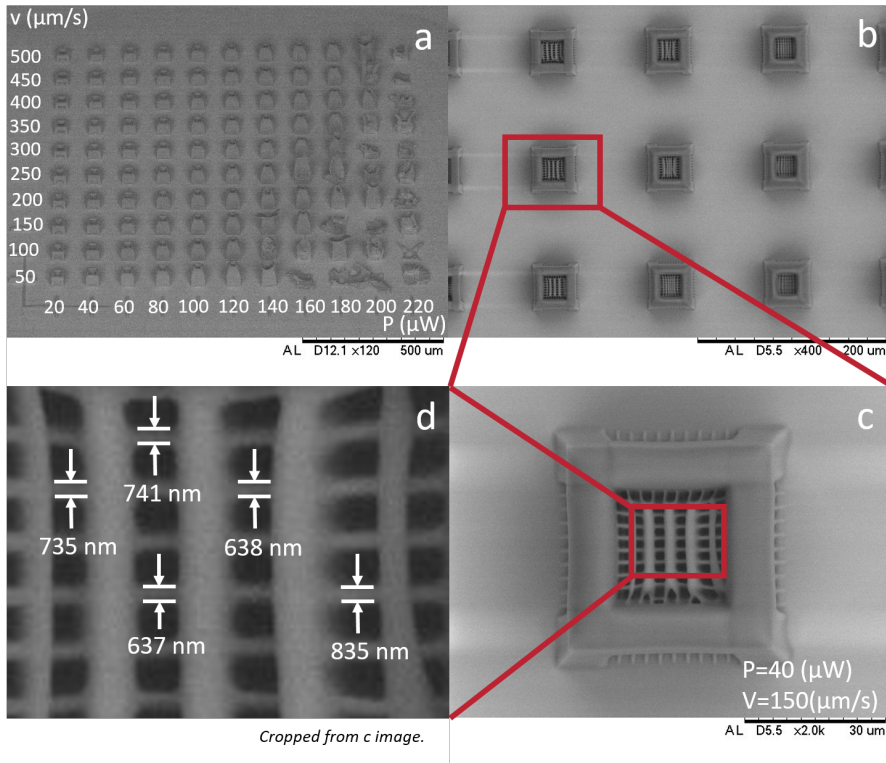 v (µm/s)
a
500
450
400
350
300
250
200
150
100
50
20 40 60 80 100 120 140 160 180 200 220
P (µW)
AL D12.1 x120 500 um
b
AL D5.5 x400 200 um
d
741 nm
735 nm
638 nm
637 nm
835 nm
Cropped from c image.
c
P=40 (µW)
V=150(µm/s)
AL D5.5 x2.0k 30 um